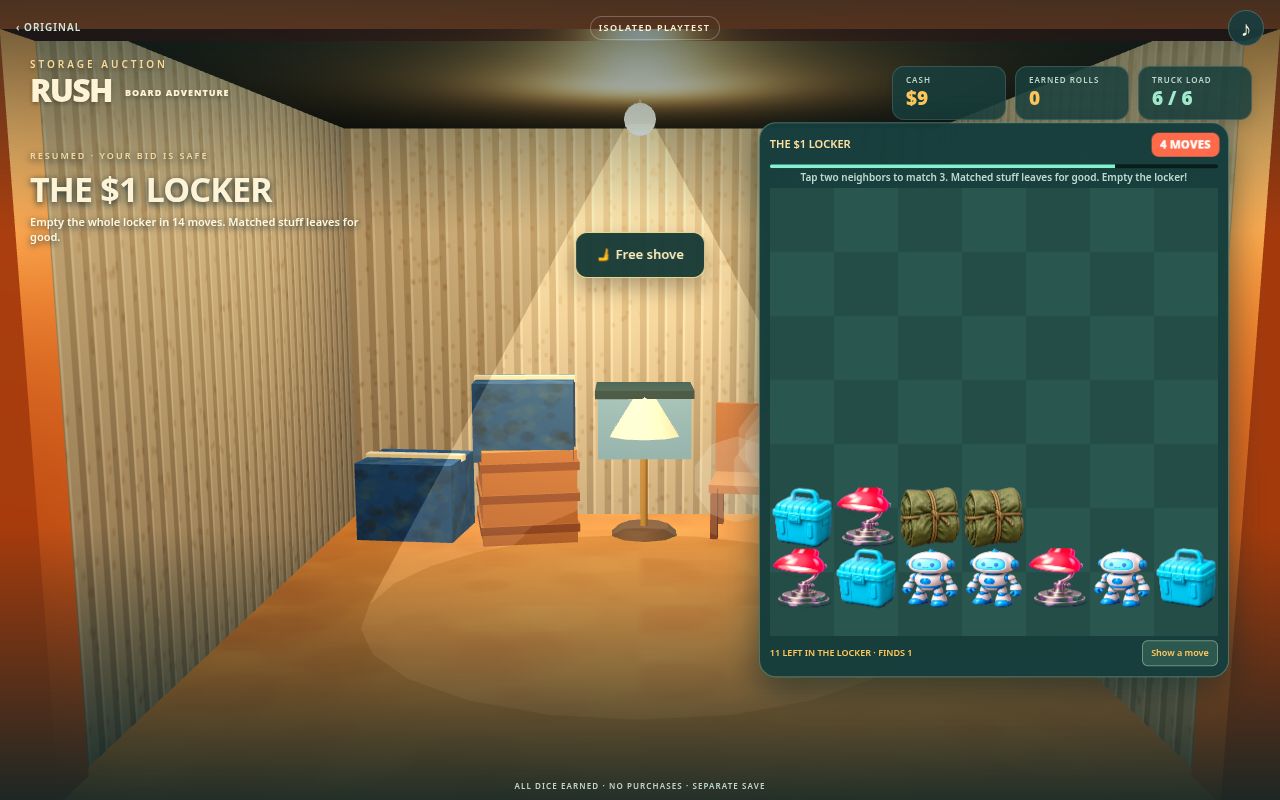 ‹ ORIGINAL
ISOLATED PLAYTEST
♪
STORAGE AUCTION
RUSH BOARD ADVENTURE
CASH
$9
EARNED ROLLS
0
TRUCK LOAD
6 / 6
RESUMED · YOUR BID IS SAFE
THE $1 LOCKER
Empty the whole locker in 14 moves. Matched stuff leaves for
good.
Free shove
THE $1 LOCKER
4 MOVES
Tap two neighbors to match 3. Matched stuff leaves for good. Empty the locker!
11 LEFT IN THE LOCKER · FINDS 1
Show a move
ALL DICE EARNED · NO PURCHASES · SEPARATE SAVE